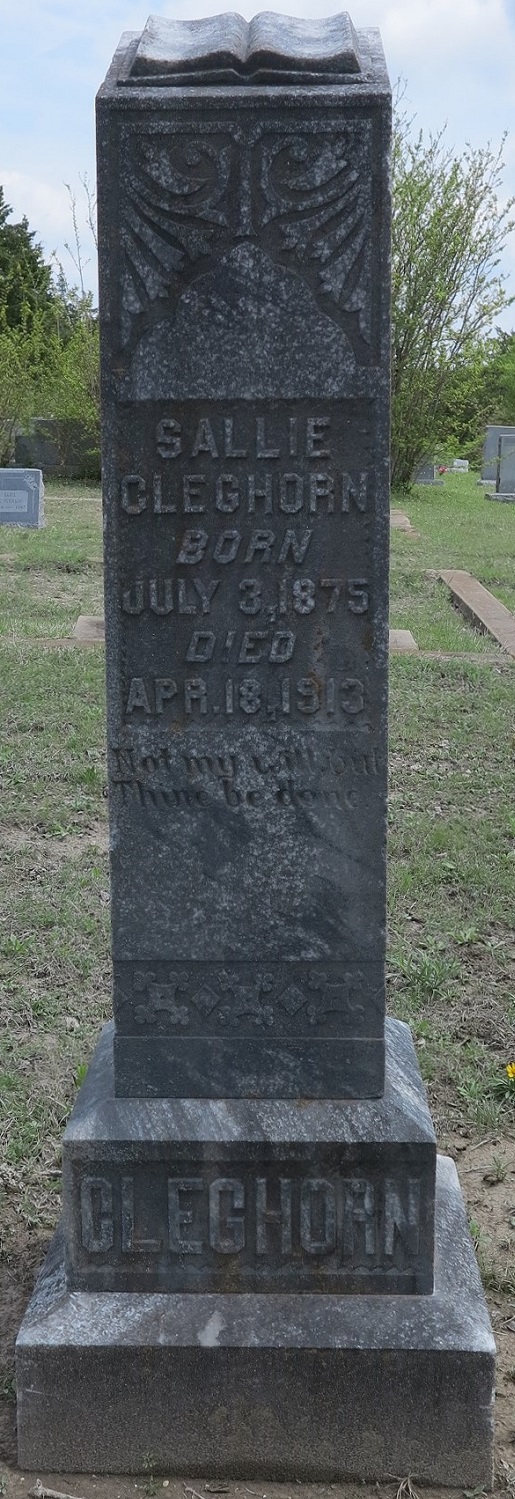 SALLIE
CLEGHORN
BORN
JULY 3,1875
DIED
APR.18,1913
Not my will but
Thine be done
CLEGHORN